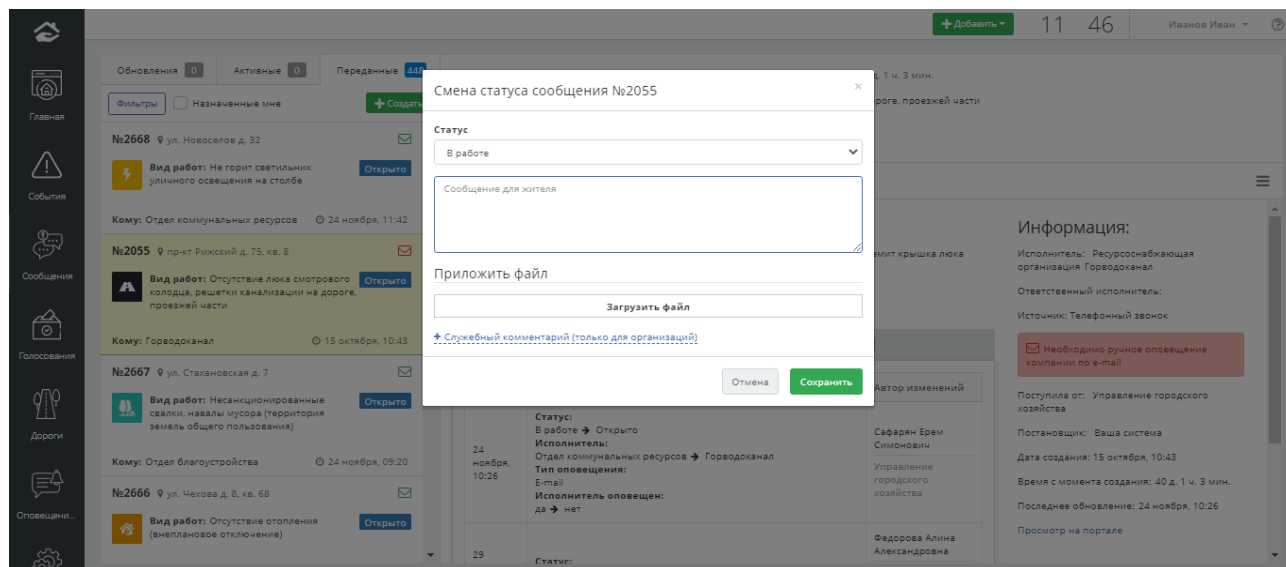 Добавить
11 46
Иванов Иван
Главная
События
Сообщения
Голосования
Дороги
Оповещени...
Обновления 0
Активные 0
Переданные 448
Фильтры
Назначенные мне
Создать
№2668 ул. Новоселов д. 32
Вид работ: Не горит светильник
уличного освещения на столбе
Открыто
Кому: Отдел коммунальных ресурсов
24 ноября, 11:42
№2055 пр-кт Рижский д. 75, кв. 8
Вид работ: Отсутствие люка смотрового
колодца, решетки канализации на дороге,
проезжей части
Открыто
Кому: Горводоканал
15 октября, 10:43
№2667 ул. Стахановская д. 7
Вид работ: Несанкционированные
свалки, навалы мусора (территория
земель общего пользования)
Открыто
Кому: Отдел благоустройства
24 ноября, 09:20
№2666 ул. Чехова д. 8, кв. 68
Вид работ: Отсутствие отопления
(внеплановое отключение)
Открыто
Смена статуса сообщения №2055
×
Статус
В работе
Сообщение для жителя
Приложить файл
Загрузить файл
+ Служебный комментарий (только для организаций)
Отмена
Сохранить
д. 1 ч. 3 мин.
ороге, проезжей части
емит крышка люка
Автор изменений
24
ноября,
10:26
Статус:
В работе → Открыто
Исполнитель:
Отдел коммунальных ресурсов → Горводоканал
Тип оповещения:
E-mail
Исполнитель оповещен:
да → нет
Сафарян Ерем
Симонович
Управление
городского
хозяйства
29
Статус:
Федорова Алина
Александровна
Информация:
Исполнитель: Ресурсоснабжающая
организация Горводоканал
Ответственный исполнитель:
Источник: Телефонный звонок
Необходимо ручное оповещение
компании по e-mail
Поступила от: Управление городского
хозяйства
Постановщик: Ваша система
Дата создания: 15 октября, 10:43
Время с момента создания: 40 д. 1 ч. 3 мин.
Последнее обновление: 24 ноября, 10:26
Просмотр на портале